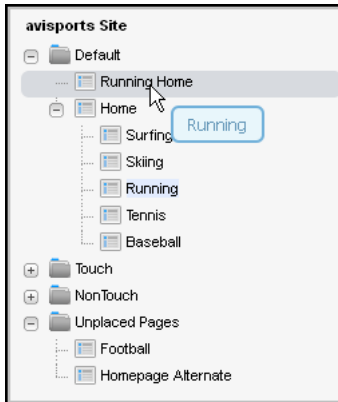 avisports Site
Default
Running Home
Home
Surfing
Running
Skiing
Running
Tennis
Baseball
Touch
NonTouch
Unplaced Pages
Football
Homepage Alternate